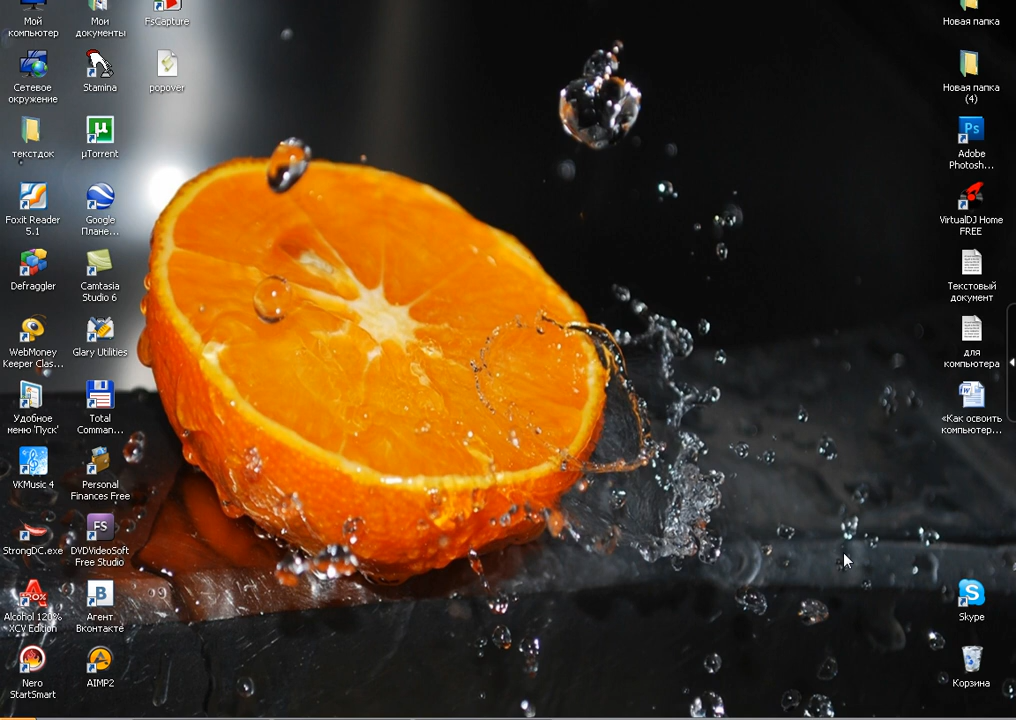 Мой
компьютер
Мои
документы
FsCapture
Сетевое
окружение
Stamina
popover
текстдок
µTorrent
Foxit Reader
5.1
Google
Плане...
Defraggler
Camtasia
Studio 6
WebMoney
Keeper Clas...
Glary Utilities
Удобное
меню 'Пуск'
Total
Comman...
VKMusic 4
Personal
Finances Free
StrongDC.exe
FS
DVDVideoSoft
Free Studio
Alcohol 120%
XCV Edition
В
Агент
Вконтакте
Nero
StartSmart
AIMP2
Новая папка
Новая папка
(4)
Ps
Adobe
Photosh...
VirtualDJ Home
FREE
Текстовый
документ
для
компьютера
«Как освоить
компьютер...
Skype
Корзина